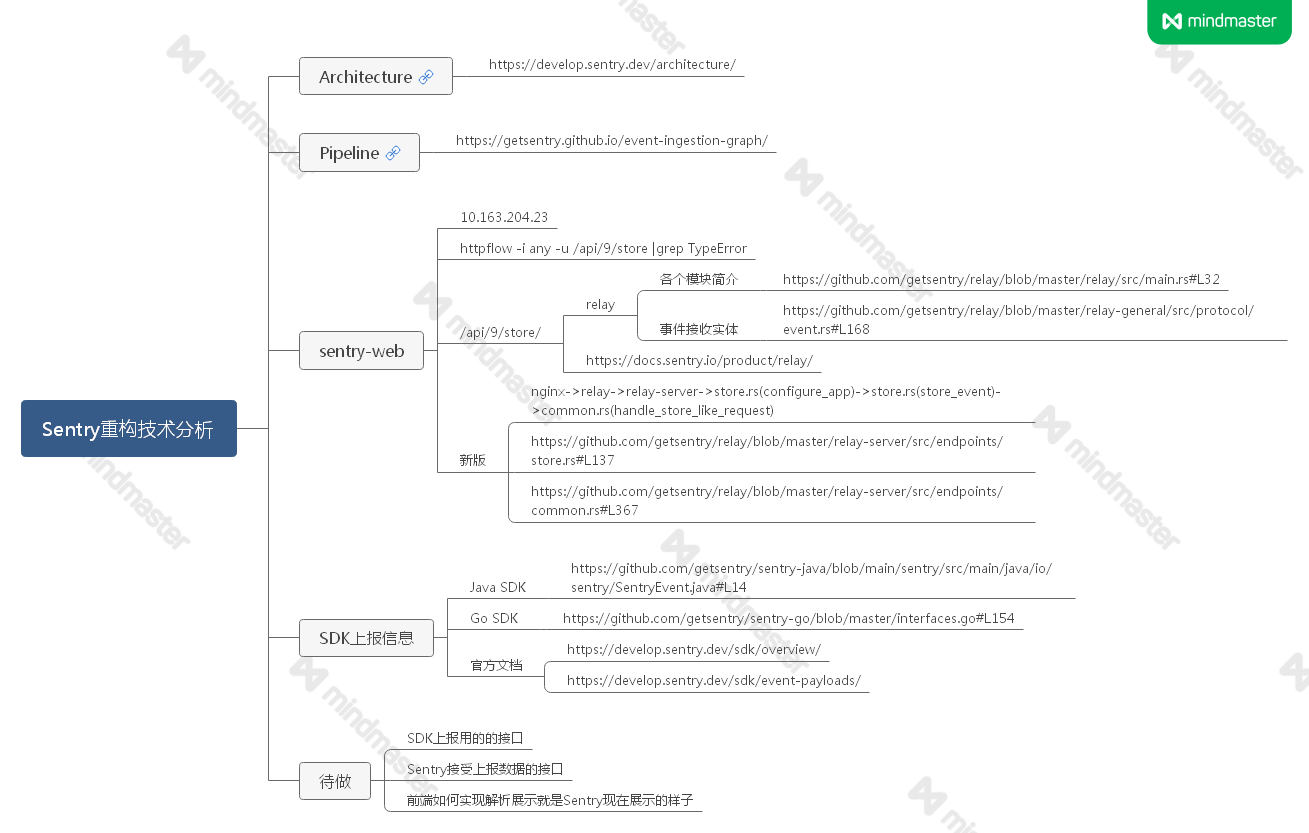 mindmaster
Architecture
https://develop.sentry.dev/architecture/
Pipeline
https://getsentry.github.io/event-ingestion-graph/
10.163.204.23
httpflow -i any -u /api/9/store |grep TypeError
各个模块简介
https://github.com/getsentry/relay/blob/master/relay/src/main.rs#L32
relay
https://github.com/getsentry/relay/blob/master/relay-general/src/protocol/
event.rs#L168
事件接收实体
/api/9/store/
sentry-web
https://docs.sentry.io/product/relay/
nginx->relay->relay-server->store.rs(configure_app)->store.rs(store_event)-
>common.rs(handle_store_like_request)
Sentry重构技术分析
https://github.com/getsentry/relay/blob/master/relay-server/src/endpoints/
store.rs#L137
新版
https://github.com/getsentry/relay/blob/master/relay-server/src/endpoints/
common.rs#L367
https://github.com/getsentry/sentry-java/blob/main/sentry/src/main/java/io/
sentry/SentryEvent.java#L14
Java SDK
Go SDK
https://github.com/getsentry/sentry-go/blob/master/interfaces.go#L154
SDK上报信息
https://develop.sentry.dev/sdk/overview/
官方文档
https://develop.sentry.dev/sdk/event-payloads/
SDK上报用的的接口
Sentry接受上报数据的接口
待做
前端如何实现解析展示就是Sentry现在展示的样子
mindmaster
mindmaster
mindmaster
mindmaster
mindmaster
mindmaster
mindmaster
mindmaster